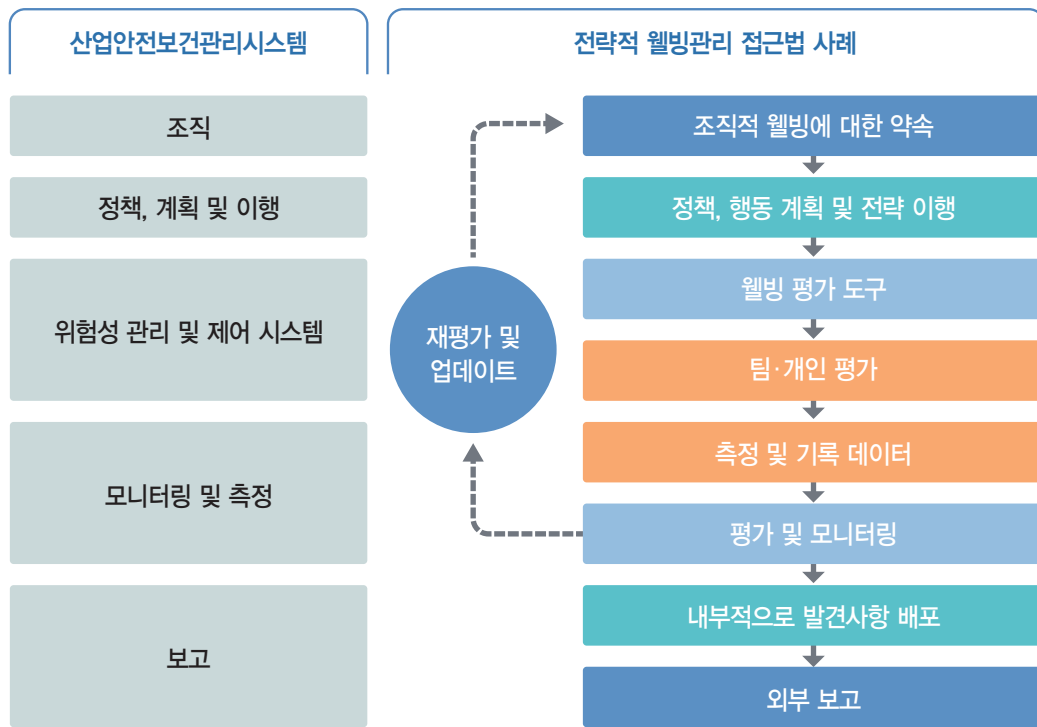 산업안전보건관리시스템
조직
정책, 계획 및 이행
위험성 관리 및 제어 시스템
모니터링 및 측정
보고
전략적 웰빙관리 접근법 사례
재평가 및
업데이트
조직적 웰빙에 대한 약속
정책, 행동 계획 및 전략 이행
웰빙 평가 도구
팀·개인 평가
측정 및 기록 데이터
평가 및 모니터링
내부적으로 발견사항 배포
외부 보고